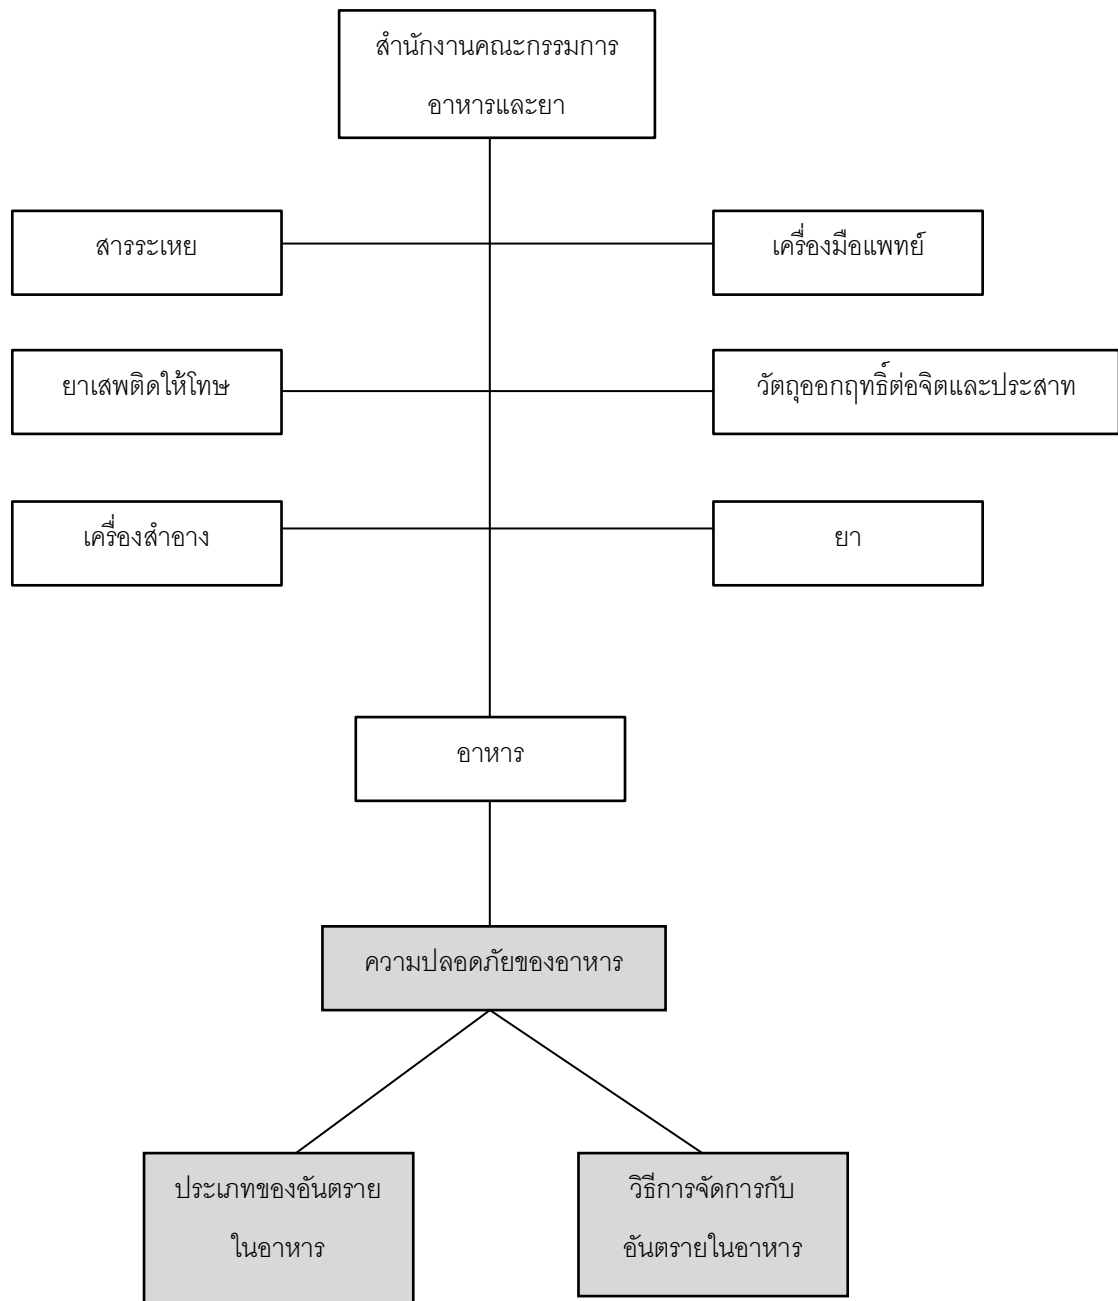 สำนักงานคณะกรรมการ
อาหารและยา
สารระเหย
เครื่องมือแพทย์
ยาเสพติดให้โทษ
วัตถุออกฤทธิ์ต่อจิตและประสาท
เครื่องสำอาง
ยา
อาหาร
ความปลอดภัยของอาหาร
ประเภทของอันตราย
ในอาหาร
วิธีการจัดการกับ
อันตรายในอาหาร